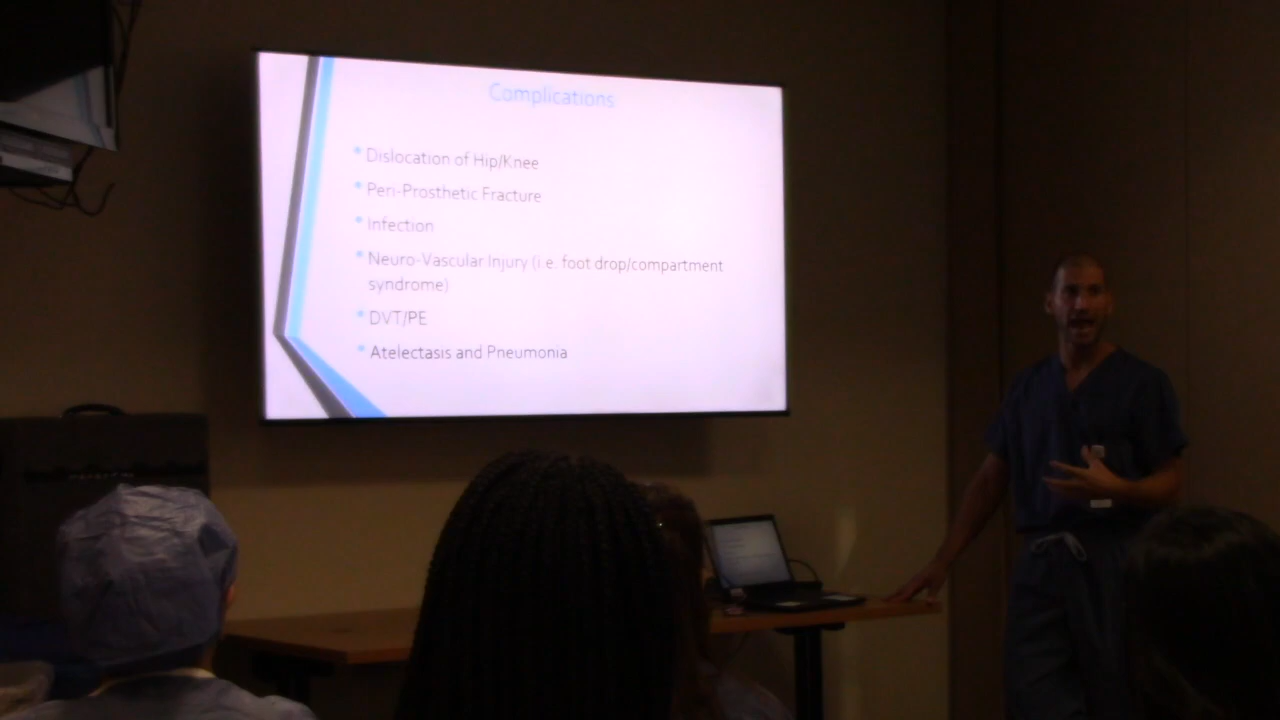 Complications
• Dislocation of Hip/Knee
• Peri-Prosthetic Fracture
• Infection
• Neuro-Vascular Injury (i.e. foot drop/compartment
syndrome)
• DVT/PE
• Atelectasis and Pneumonia